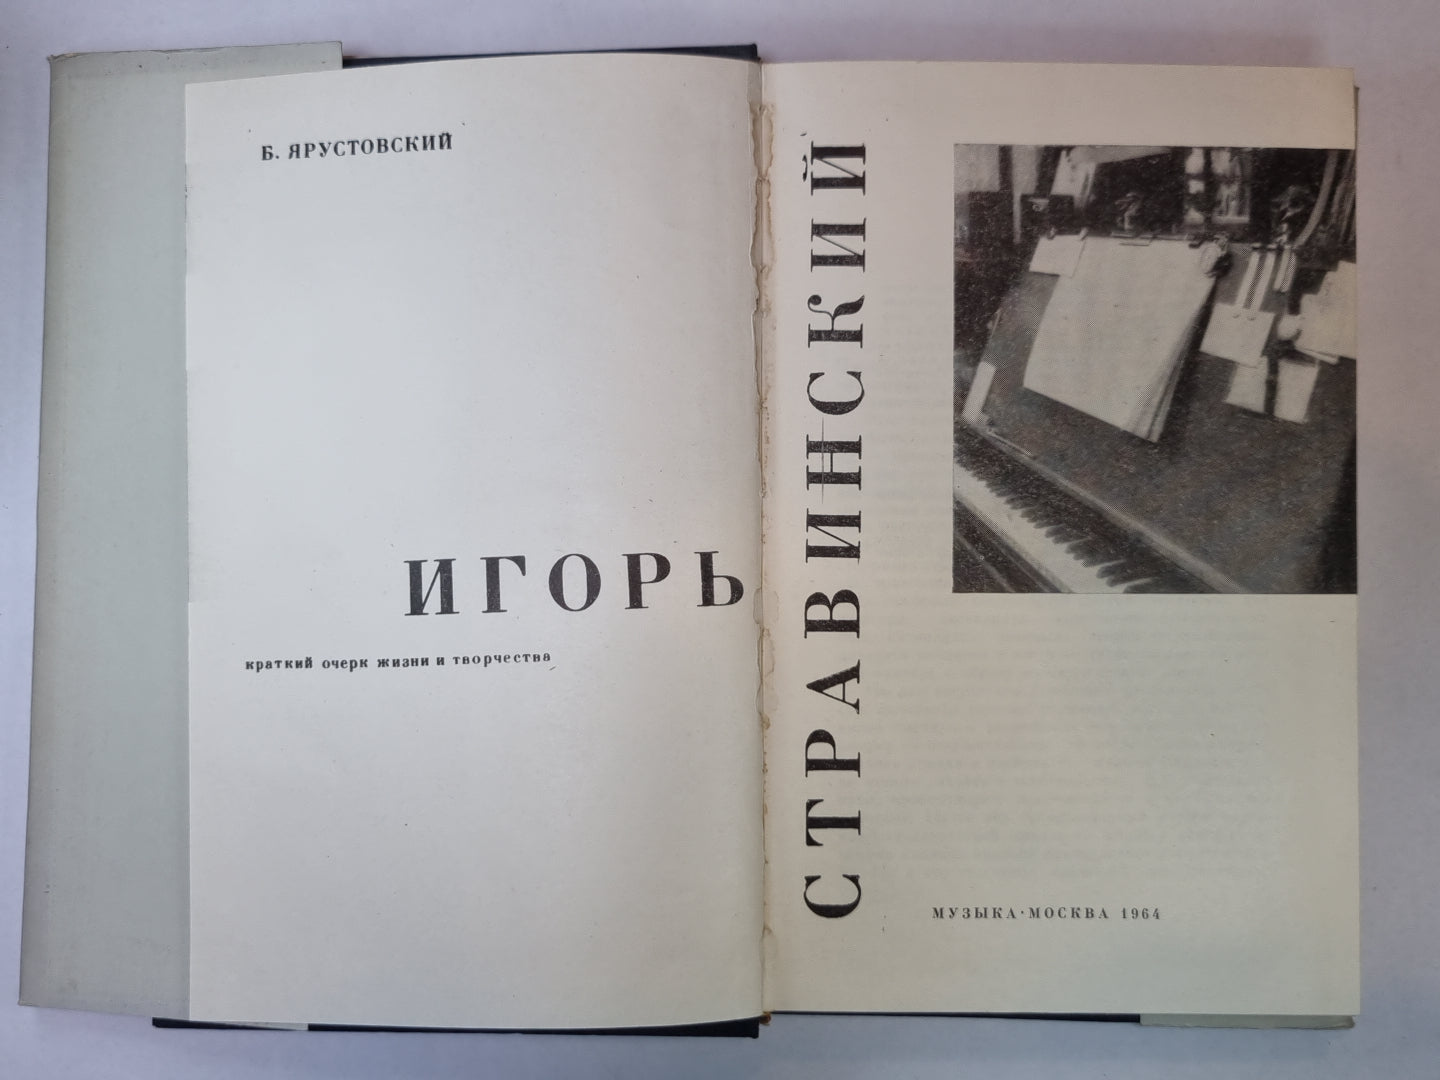 Б. ЯРУСТОВСКИЙ
ИГОРЬ
краткий очерк жизни и творчества
СТРАВИНСКИЙ
МУЗЫКА·МОСКВА 1964